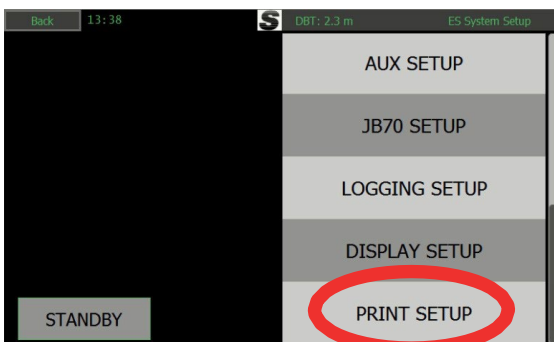 Back 13:38 S DBT: 2.3 m ES System Setup
AUX SETUP
JB70 SETUP
LOGGING SETUP
DISPLAY SETUP
STANDBY PRINT SETUP